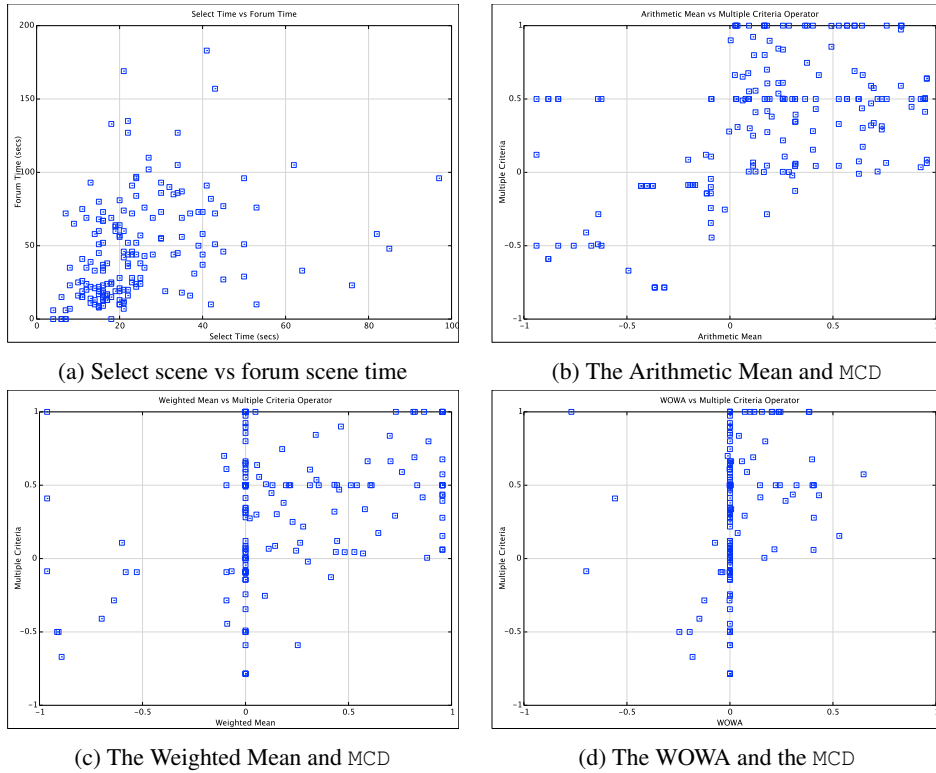 Select Time vs Forum Time
200
150
100
50
0
Forum Time (secs)
0 20 40 60 80 100
Select Time (secs)
(a) Select scene vs forum scene time
Arithmetic Mean vs Multiple Criteria Operator
1
0.5
0
−0.5
−1
Multiple Criteria
−1 −0.5 0 0.5 1
Arithmetic Mean
(b) The Arithmetic Mean and MCD
Weighted Mean vs Multiple Criteria Operator
1
0.5
0
−0.5
−1
Multiple Criteria
−1 −0.5 0 0.5 1
Weighted Mean
(c) The Weighted Mean and MCD
WOWA vs Multiple Criteria Operator
1
0.5
0
−0.5
−1
Multiple Criteria
−1 −0.5 0 0.5 1
WOWA
(d) The WOWA and the MCD